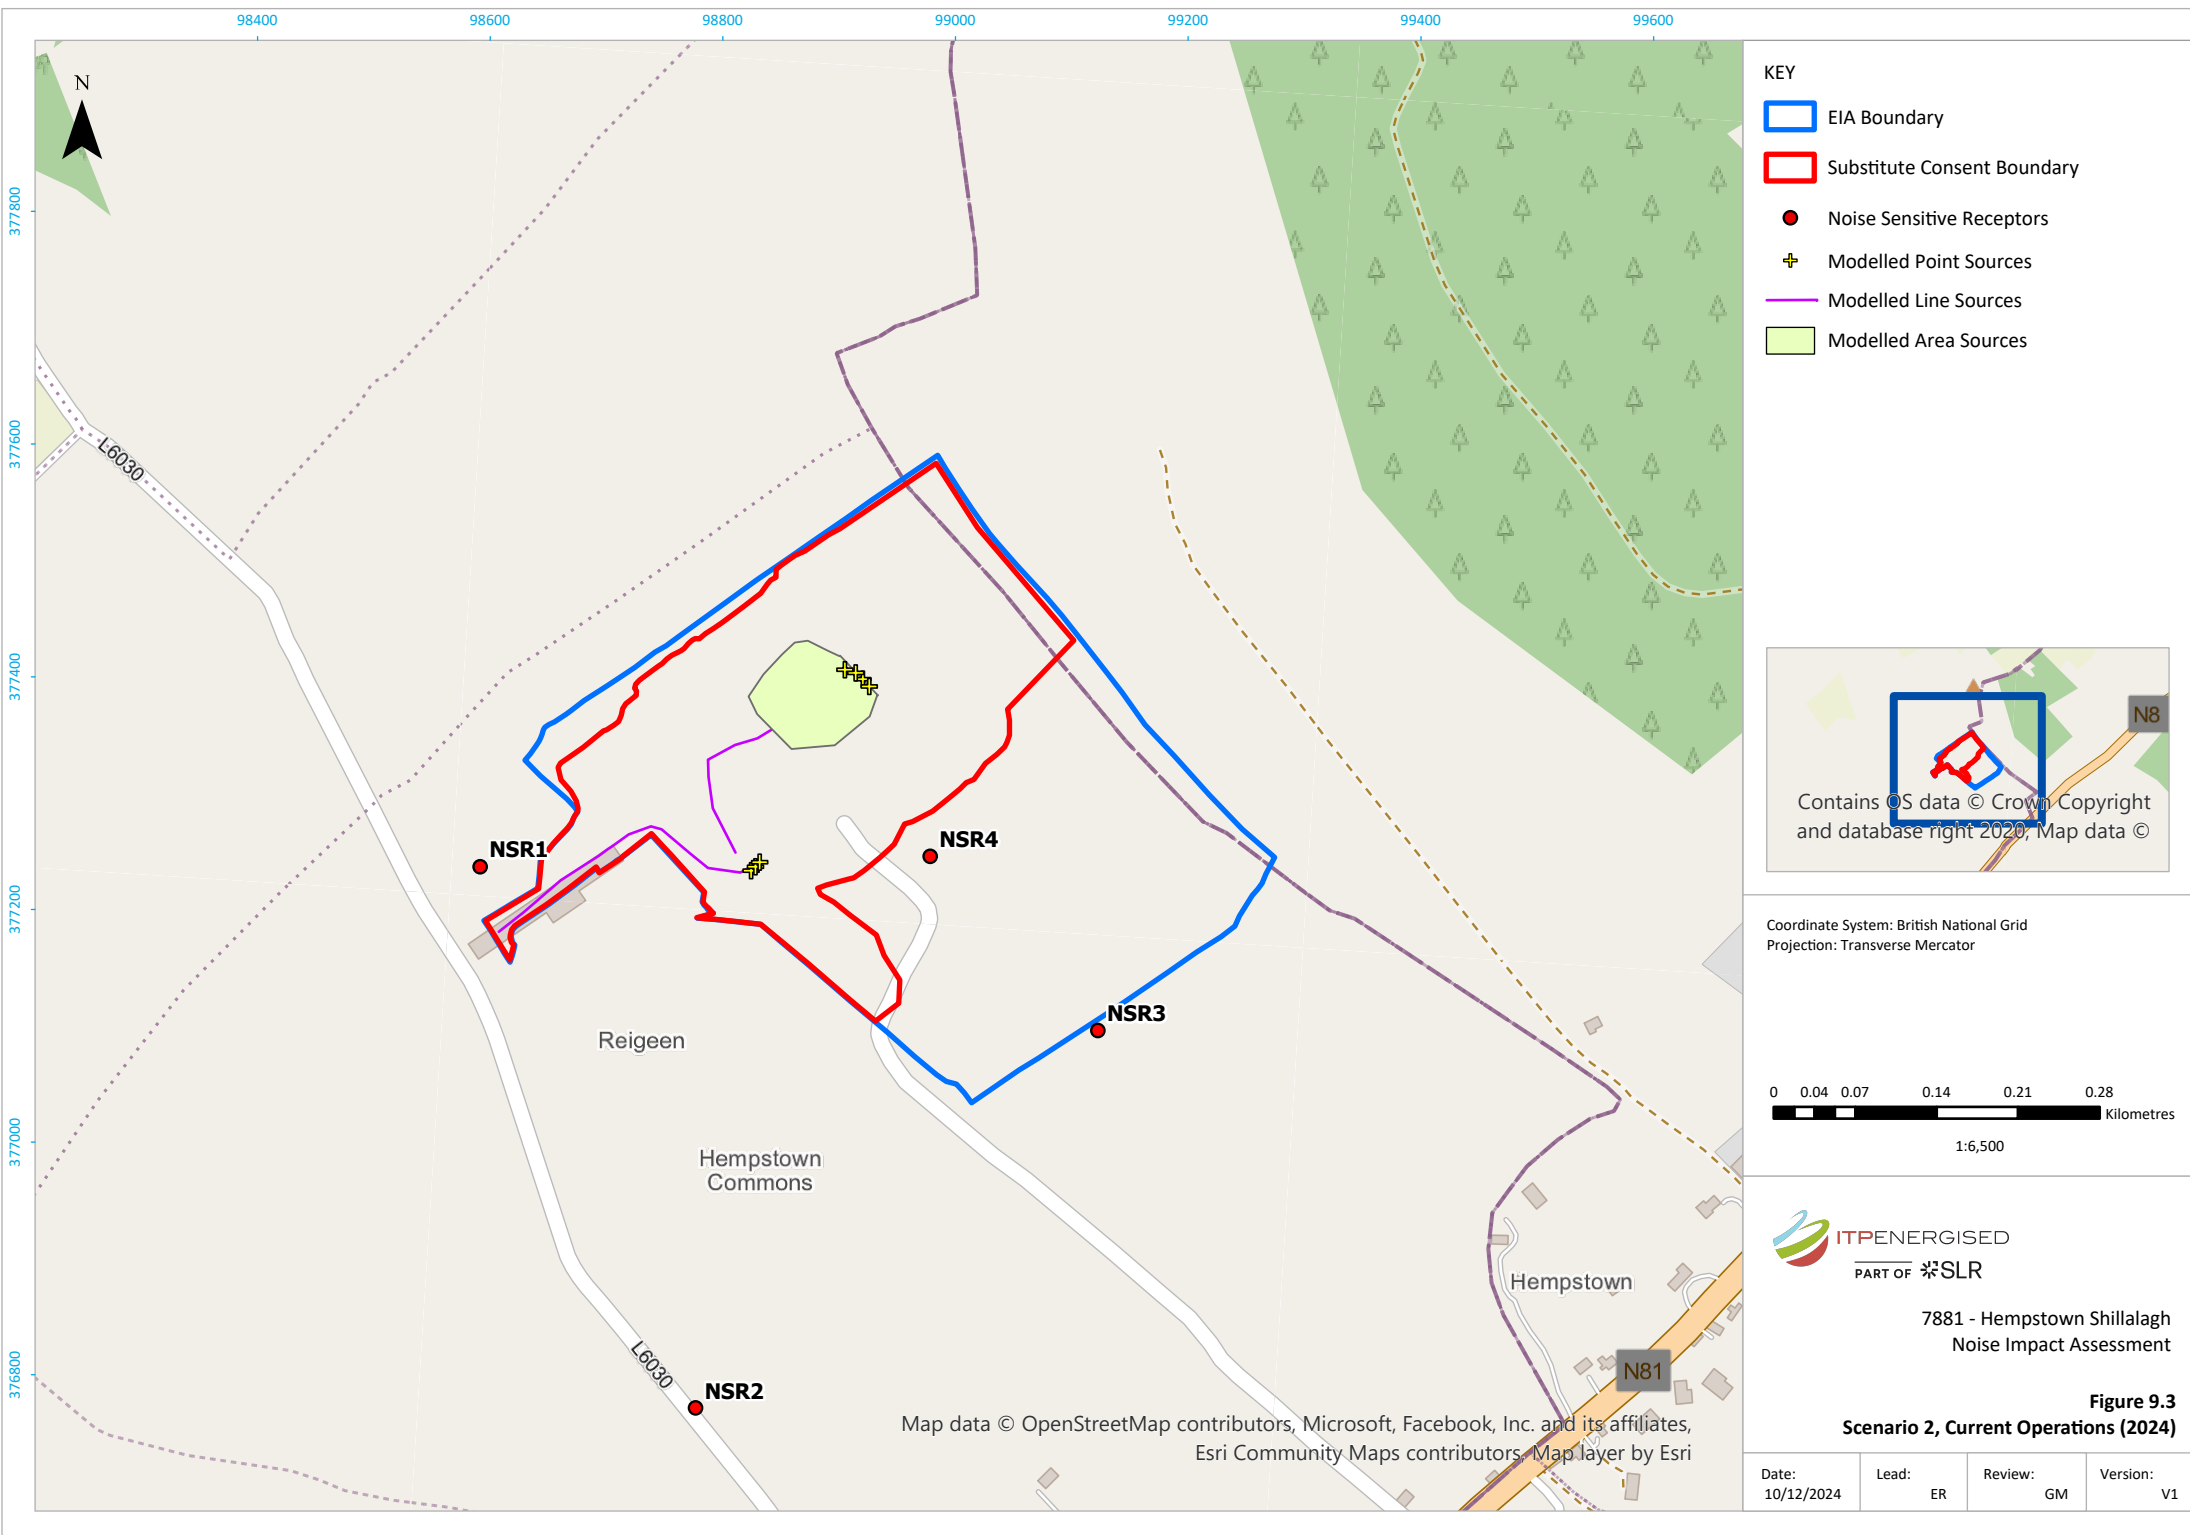 98400
98600
98800
99000
99200
99400
99600
377800
377600
377400
377200
377000
376800
N
L6030
NSR1
NSR4
NSR3
Reigeen
Hempstown
Commons
Hempstown
L6030
NSR2
N81
Map data © OpenStreetMap contributors, Microsoft, Facebook, Inc. and its affiliates,
Esri Community Maps contributors, Map layer by Esri
KEY
EIA Boundary
Substitute Consent Boundary
Noise Sensitive Receptors
Modelled Point Sources
Modelled Line Sources
Modelled Area Sources
N8
Contains OS data © Crown Copyright
and database right 2020, Map data ©
Coordinate System: British National Grid
Projection: Transverse Mercator
0 0.04 0.07 0.14 0.21 0.28
Kilometres
1:6,500
ITPENERGISED
PART OF SLR
7881 - Hempstown Shillalagh
Noise Impact Assessment
Figure 9.3
Scenario 2, Current Operations (2024)
Date: Lead: Review: Version:
10/12/2024 ER GM V1